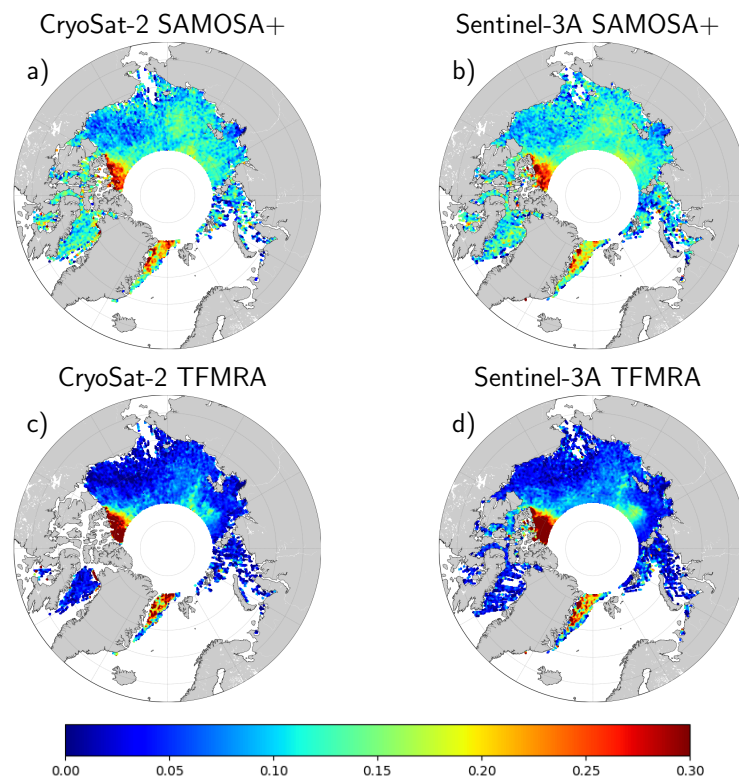 CryoSat-2 SAMOSA+
Sentinel-3A SAMOSA+
a)
b)
CryoSat-2 TFMRA
Sentinel-3A TFMRA
c)
d)
0.00 0.05 0.10 0.15 0.20 0.25 0.30